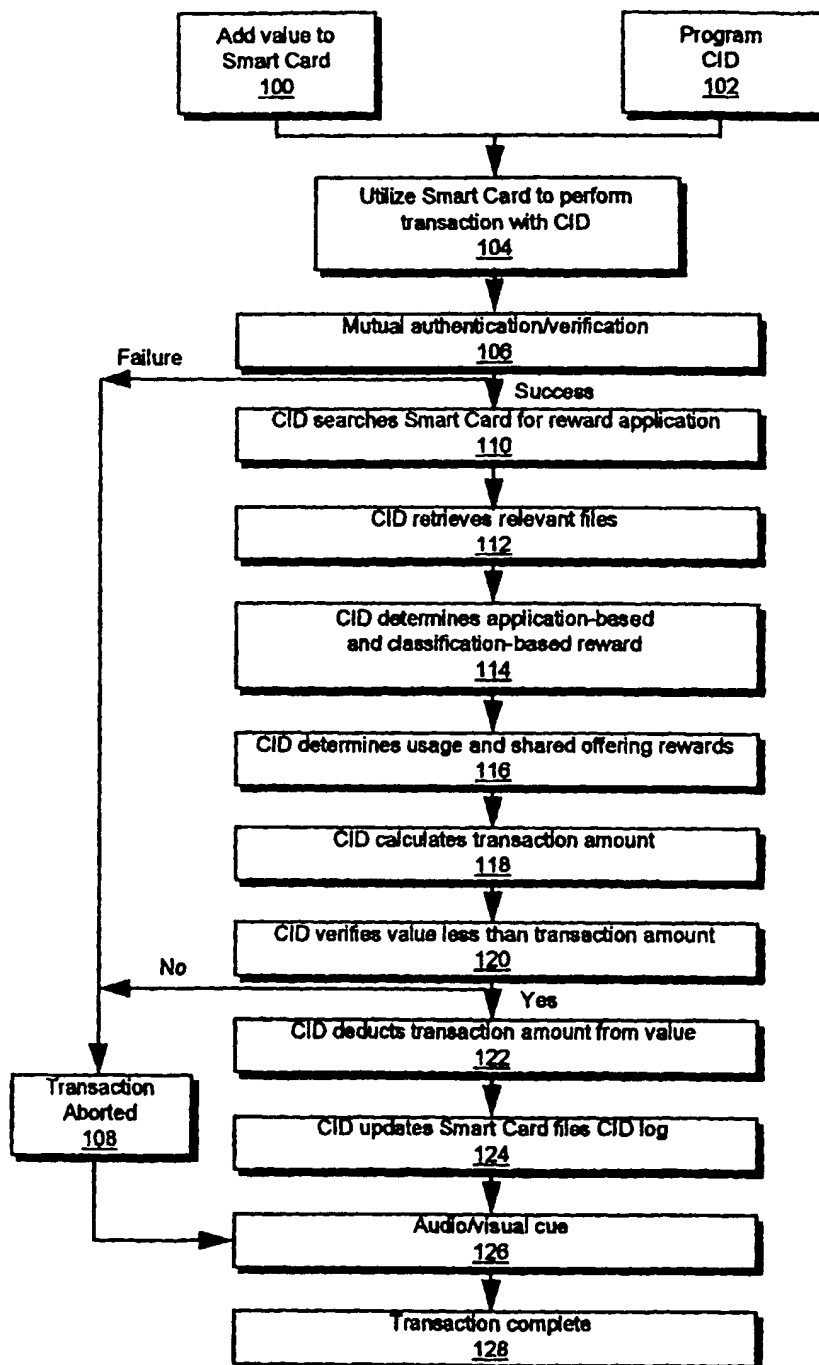 Add value to
Smart Card
100
Program
CID
102
Utilize Smart Card to perform
transaction with CID
104
Mutual authentication/verification
106
Failure
Success
CID searches Smart Card for reward application
110
CID retrieves relevant files
112
CID determines application-based
and classification-based reward
114
CID determines usage and shared offering rewards
116
CID calculates transaction amount
118
CID verifies value less than transaction amount
120
No
Yes
CID deducts transaction amount from value
122
Transaction
Aborted
108
CID updates Smart Card files CID log
124
Audio/visual cue
126
Transaction complete
128